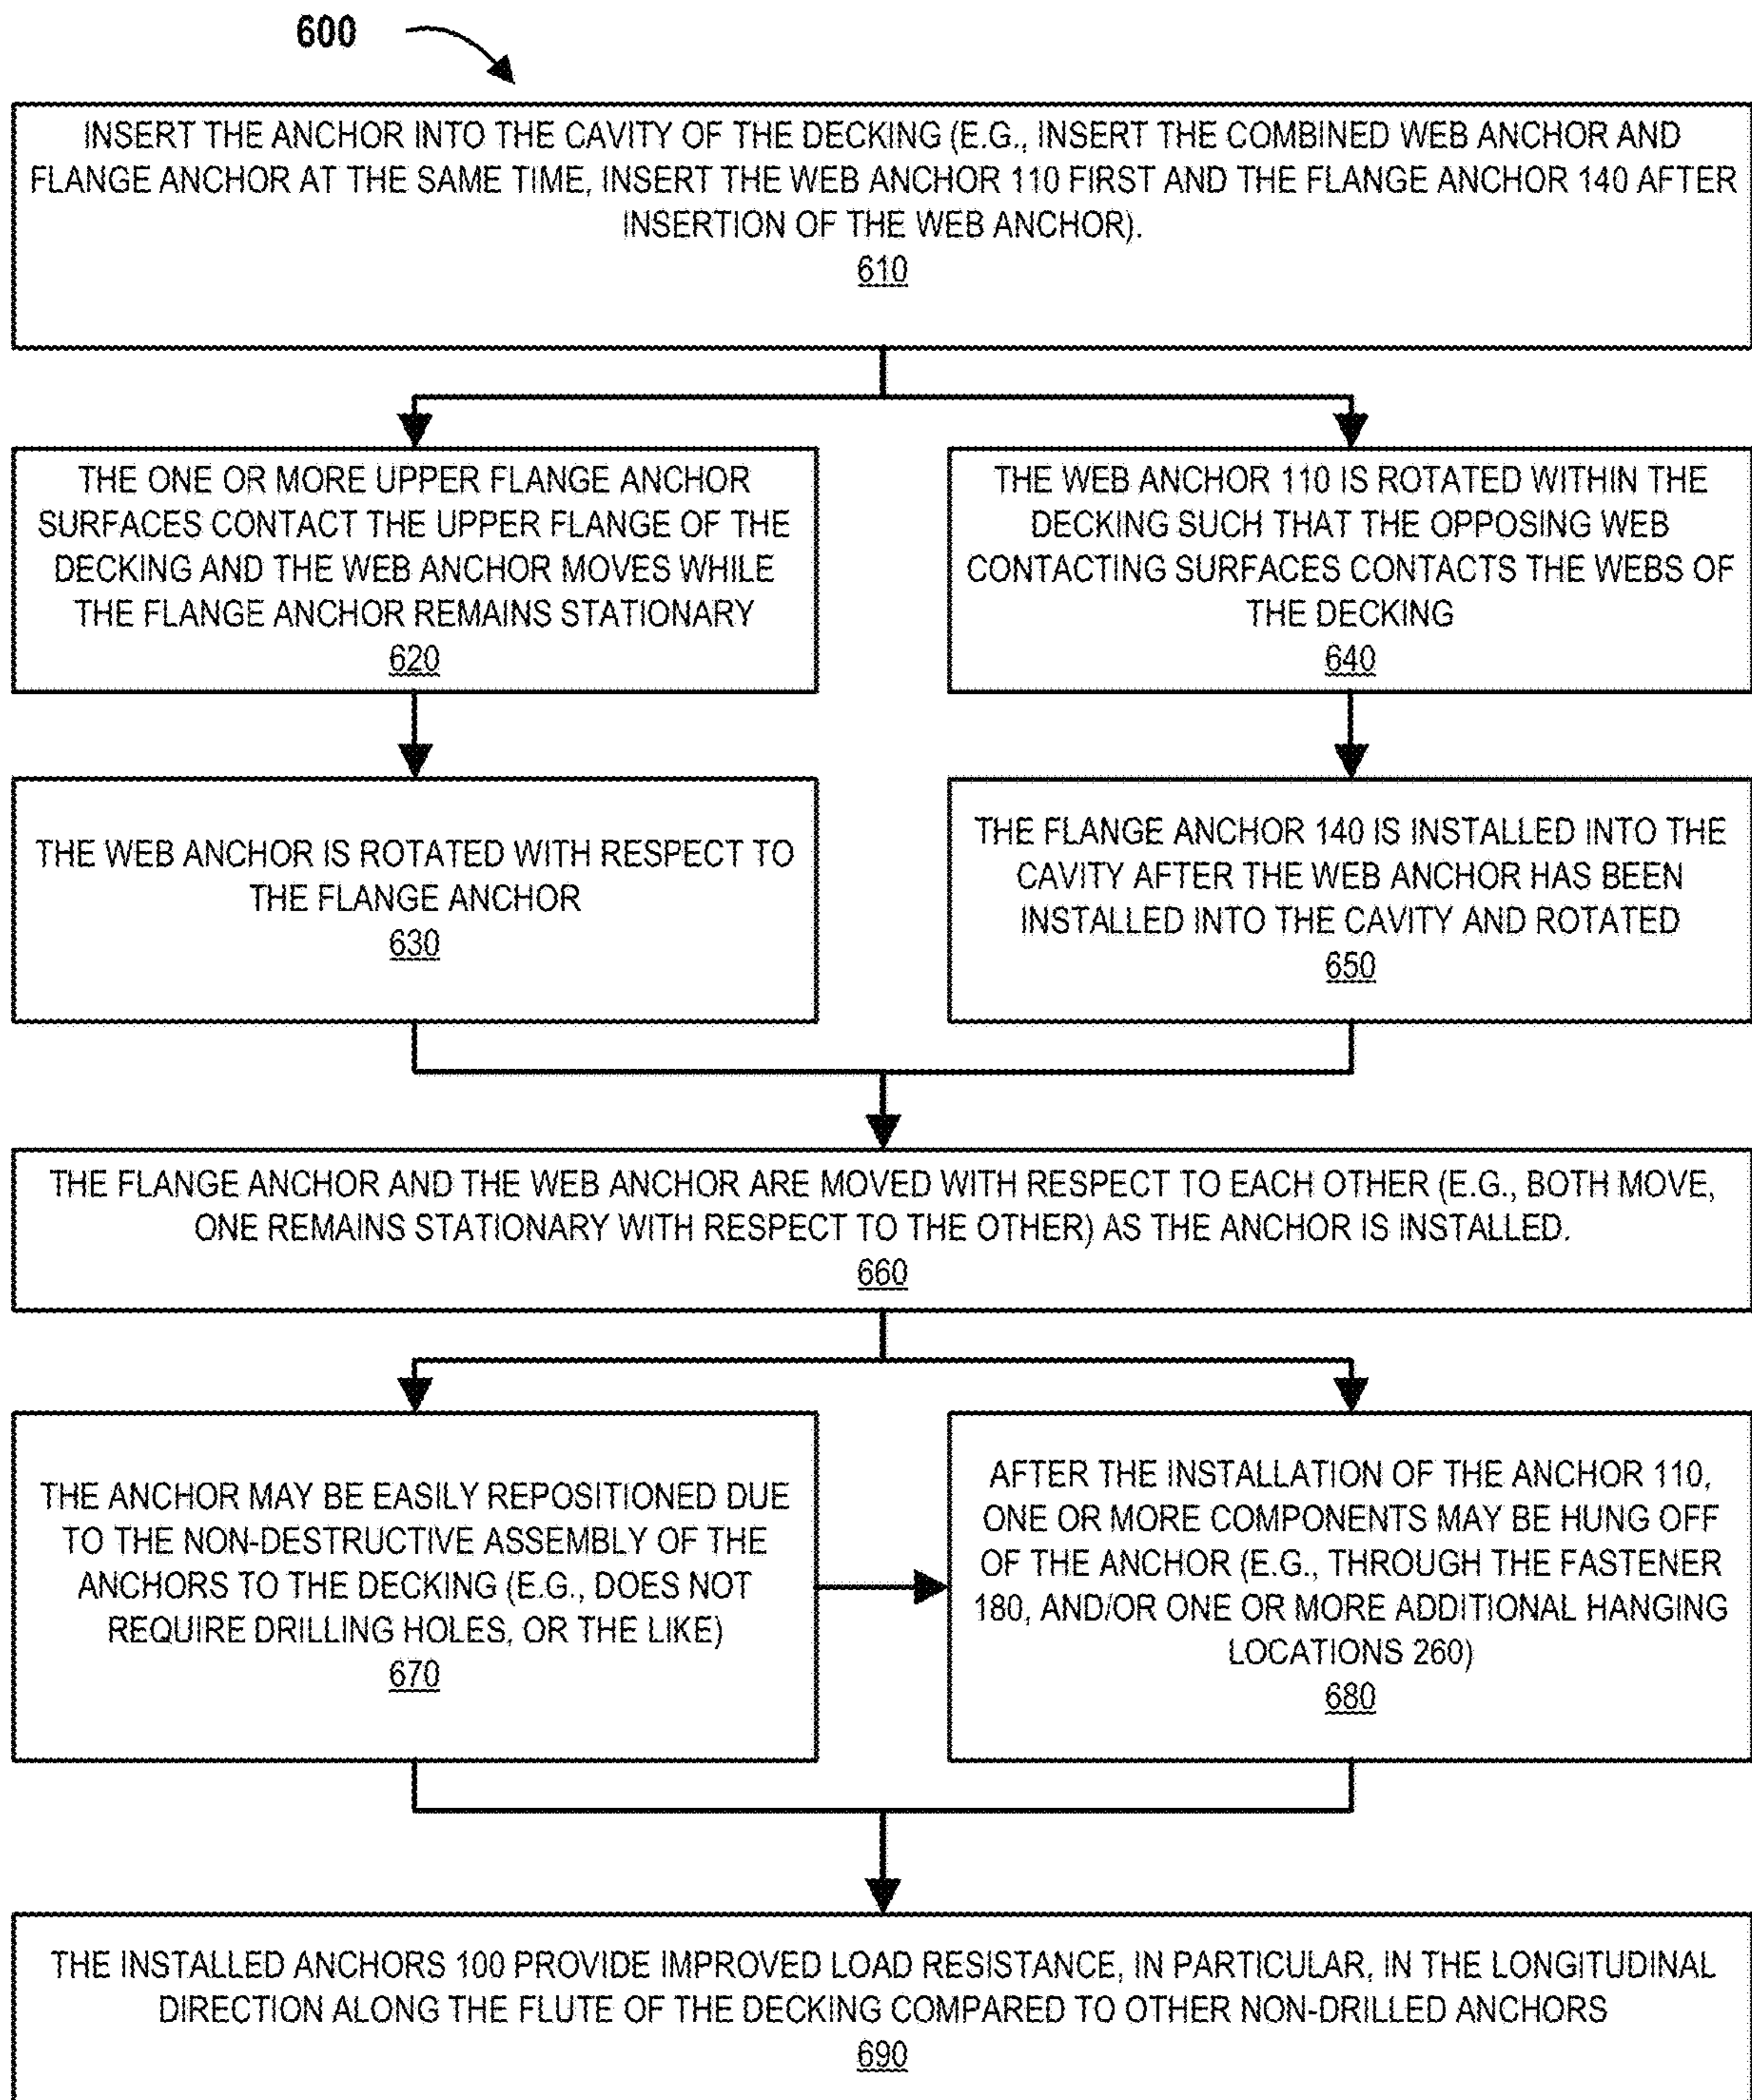 600
INSERT THE ANCHOR INTO THE CAVITY OF THE DECKING (E.G., INSERT THE COMBINED WEB ANCHOR AND
FLANGE ANCHOR AT THE SAME TIME, INSERT THE WEB ANCHOR 110 FIRST AND THE FLANGE ANCHOR 140 AFTER
INSERTION OF THE WEB ANCHOR).
610
THE ONE OR MORE UPPER FLANGE ANCHOR
SURFACES CONTACT THE UPPER FLANGE OF THE
DECKING AND THE WEB ANCHOR MOVES WHILE
THE FLANGE ANCHOR REMAINS STATIONARY
620
THE WEB ANCHOR 110 IS ROTATED WITHIN THE
DECKING SUCH THAT THE OPPOSING WEB
CONTACTING SURFACES CONTACTS THE WEBS OF
THE DECKING
640
THE WEB ANCHOR IS ROTATED WITH RESPECT TO
THE FLANGE ANCHOR
630
THE FLANGE ANCHOR 140 IS INSTALLED INTO THE
CAVITY AFTER THE WEB ANCHOR HAS BEEN
INSTALLED INTO THE CAVITY AND ROTATED
650
THE FLANGE ANCHOR AND THE WEB ANCHOR ARE MOVED WITH RESPECT TO EACH OTHER (E.G., BOTH MOVE,
ONE REMAINS STATIONARY WITH RESPECT TO THE OTHER) AS THE ANCHOR IS INSTALLED.
660
THE ANCHOR MAY BE EASILY REPOSITIONED DUE
TO THE NON-DESTRUCTIVE ASSEMBLY OF THE
ANCHORS TO THE DECKING (E.G., DOES NOT
REQUIRE DRILLING HOLES, OR THE LIKE)
670
AFTER THE INSTALLATION OF THE ANCHOR 110,
ONE OR MORE COMPONENTS MAY BE HUNG OFF
OF THE ANCHOR (E.G., THROUGH THE FASTENER
180, AND/OR ONE OR MORE ADDITIONAL HANGING
LOCATIONS 260)
680
THE INSTALLED ANCHORS 100 PROVIDE IMPROVED LOAD RESISTANCE, IN PARTICULAR, IN THE LONGITUDINAL
DIRECTION ALONG THE FLUTE OF THE DECKING COMPARED TO OTHER NON-DRILLED ANCHORS
690